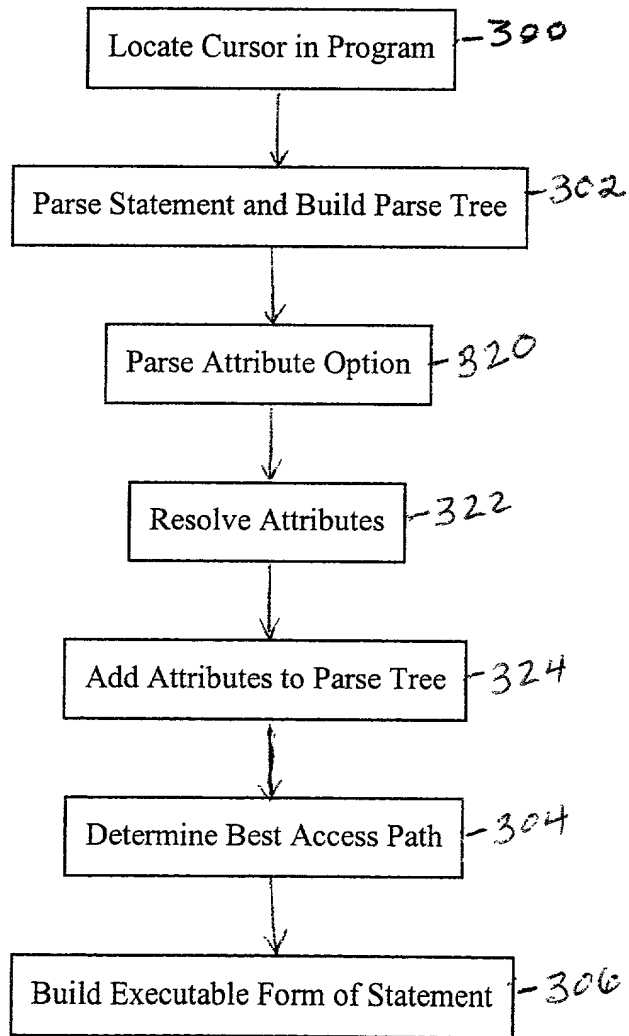 Locate Cursor in Program 300
Parse Statement and Build Parse Tree 302
Parse Attribute Option 320
Resolve Attributes 322
Add Attributes to Parse Tree 324
Determine Best Access Path 304
Build Executable Form of Statement 306